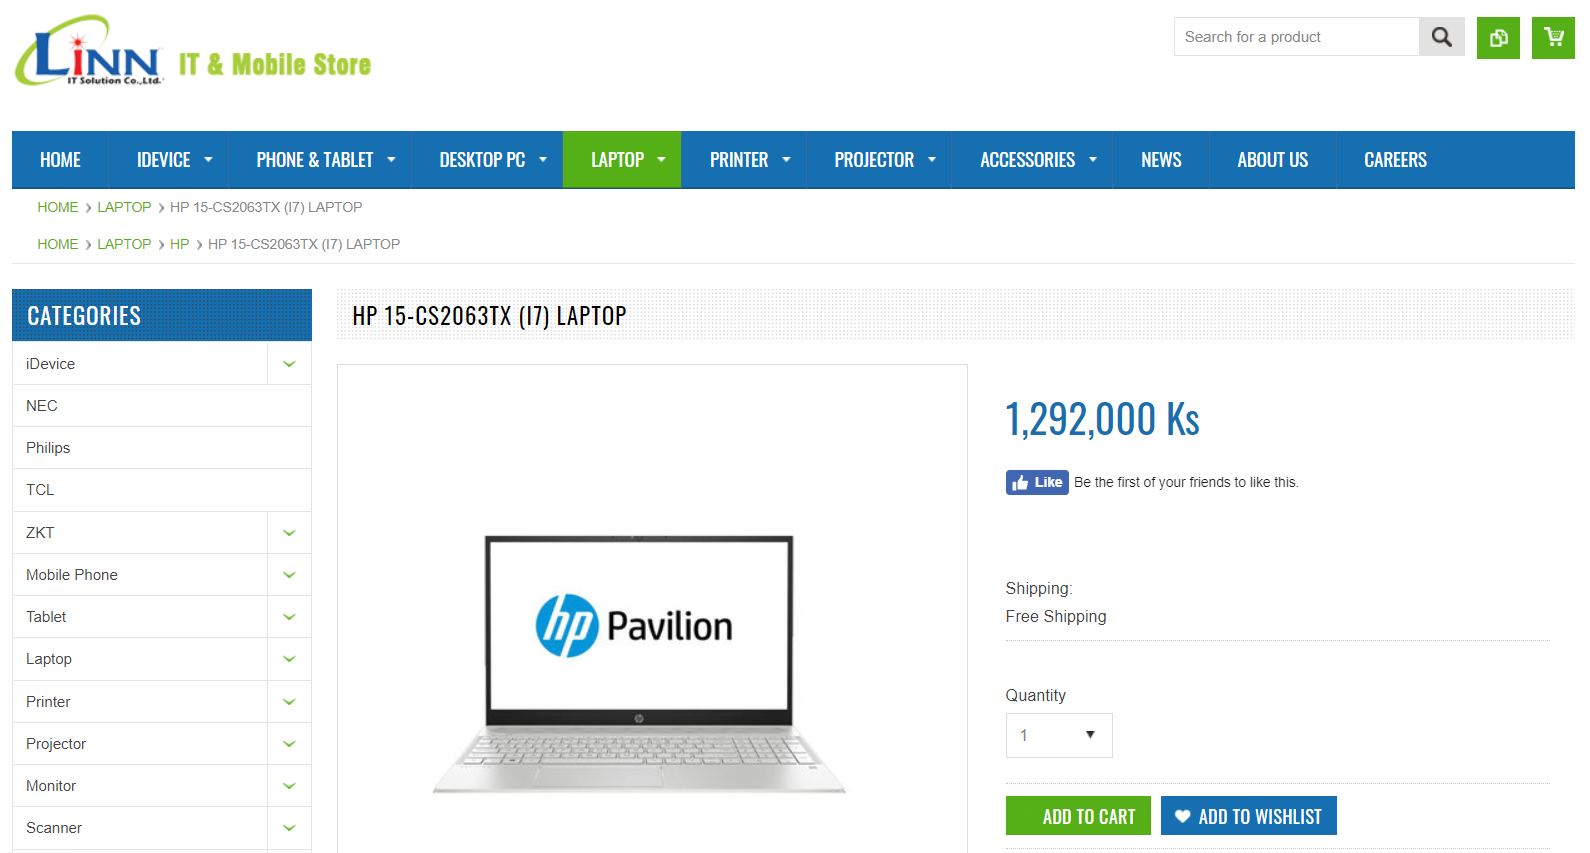 LINN
IT Solution Co.,Ltd.
IT & Mobile Store
Search for a product
HOME IDEVICE PHONE & TABLET DESKTOP PC LAPTOP PRINTER PROJECTOR ACCESSORIES NEWS ABOUT US CAREERS
HOME LAPTOP HP 15-CS2063TX (I7) LAPTOP
HOME LAPTOP HP HP 15-CS2063TX (I7) LAPTOP
CATEGORIES
iDevice
NEC
Philips
TCL
ZKT
Mobile Phone
Tablet
Laptop
Printer
Projector
Monitor
Scanner
HP 15-CS2063TX (I7) LAPTOP
hp Pavilion
hp
1,292,000 Ks
Like Be the first of your friends to like this.
Shipping:
Free Shipping
Quantity
1
ADD TO CART ADD TO WISHLIST